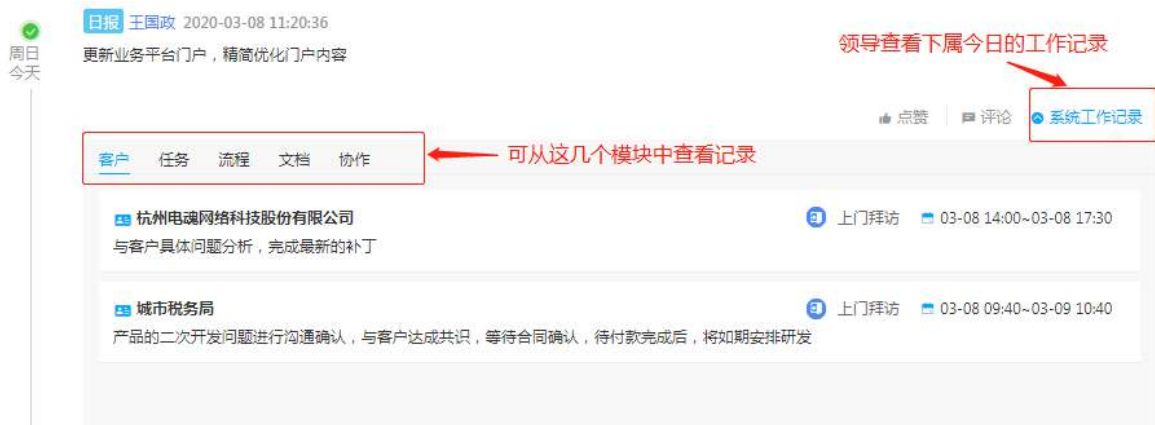 日报 王国政 2020-03-08 11:20:36
周日
今天
更新业务平台门户，精简优化门户内容
领导查看下属今日的工作记录
点赞 评论 系统工作记录
客户 任务 流程 文档 协作
可从这几个模块中查看记录
杭州电魂网络科技股份有限公司 上门拜访 03-08 14:00~03-08 17:30
与客户具体问题分析，完成最新的补丁
城市税务局 上门拜访 03-08 09:40~03-09 10:40
产品的二次开发问题进行沟通确认，与客户达成共识，等待合同确认，待付款完成后，将如期安排研发